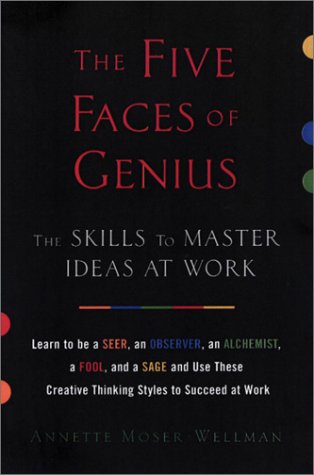 THE FIVE
FACES OF
GENIUS
THE SKILLS TO MASTER
IDEAS AT WORK
Learn to be a SEER, an OBSERVER, an ALCHEMIST,
a FOOL, and a SAGE and Use These
Creative Thinking Styles to Succeed at Work
ANNETTE MOSER-WELLMAN